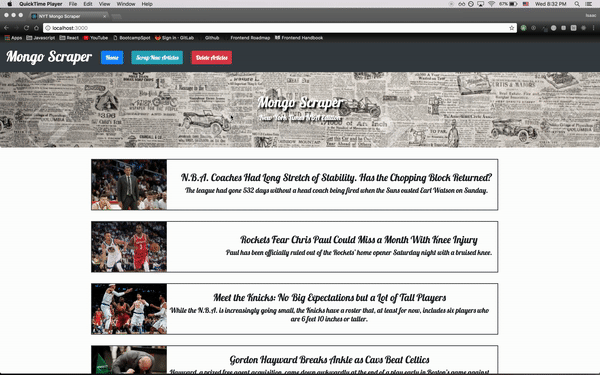 QuickTime Player File Edit View Window Help
67% Wed 8:32 PM
NYT Mongo Scraper
Isaac
localhost:3000
Apps Javascript React YouTube BootcampSpot Sign in · GitLab Github Frontend Roadmap Frontend Handbook
Mongo Scraper Home Scrap New Articles Delete Articles
Mongo Scraper
New York Times NBA Edition
N.B.A. Coaches Had Long Stretch of Stability. Has the Chopping Block Returned?
The league had gone 532 days without a head coach being fired when the Suns ousted Earl Watson on Sunday.
Rockets Fear Chris Paul Could Miss a Month With Knee Injury
Paul has been officially ruled out of the Rockets' home opener Saturday night with a bruised knee.
Meet the Knicks: No Big Expectations but a Lot of Tall Players
While the N.B.A. is increasingly going small, the Knicks have a roster that, at least for now, includes six players who
are 6 feet 10 inches or taller.
Gordon Hayward Breaks Ankle as Cavs Beat Celtics
Hayward, a prized free agent acquisition, came down awkwardly at the end of a play early in Boston's game against